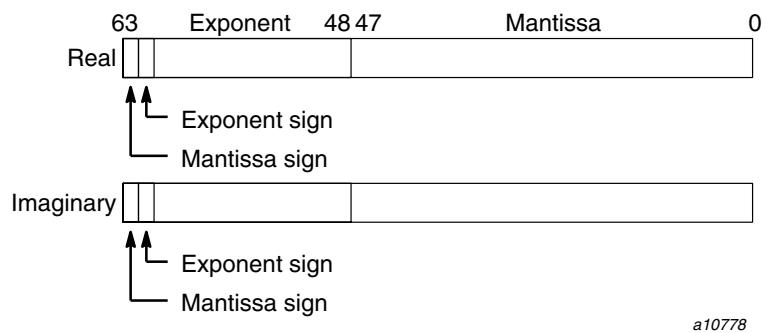 63 Exponent 48 47 Mantissa 0
Real
Exponent sign
Mantissa sign
Imaginary
Exponent sign
Mantissa sign
a10778